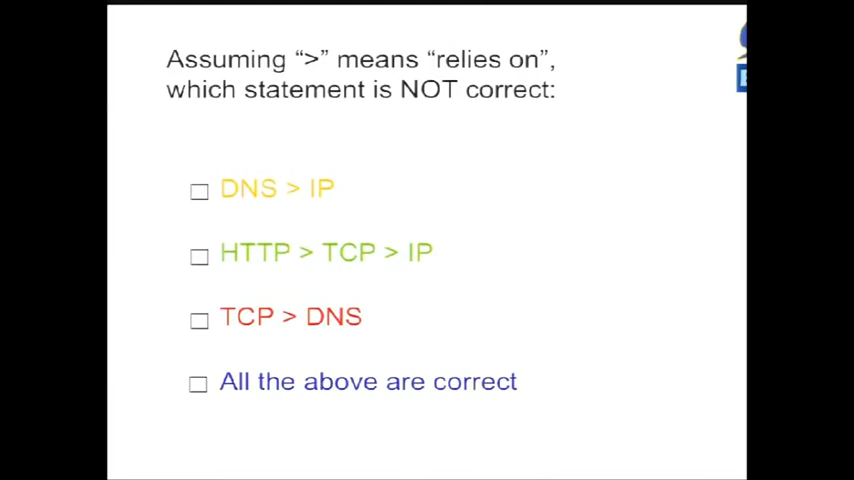 Assuming “>” means “relies on”,
which statement is NOT correct:
DNS > IP
HTTP > TCP > IP
TCP > DNS
All the above are correct